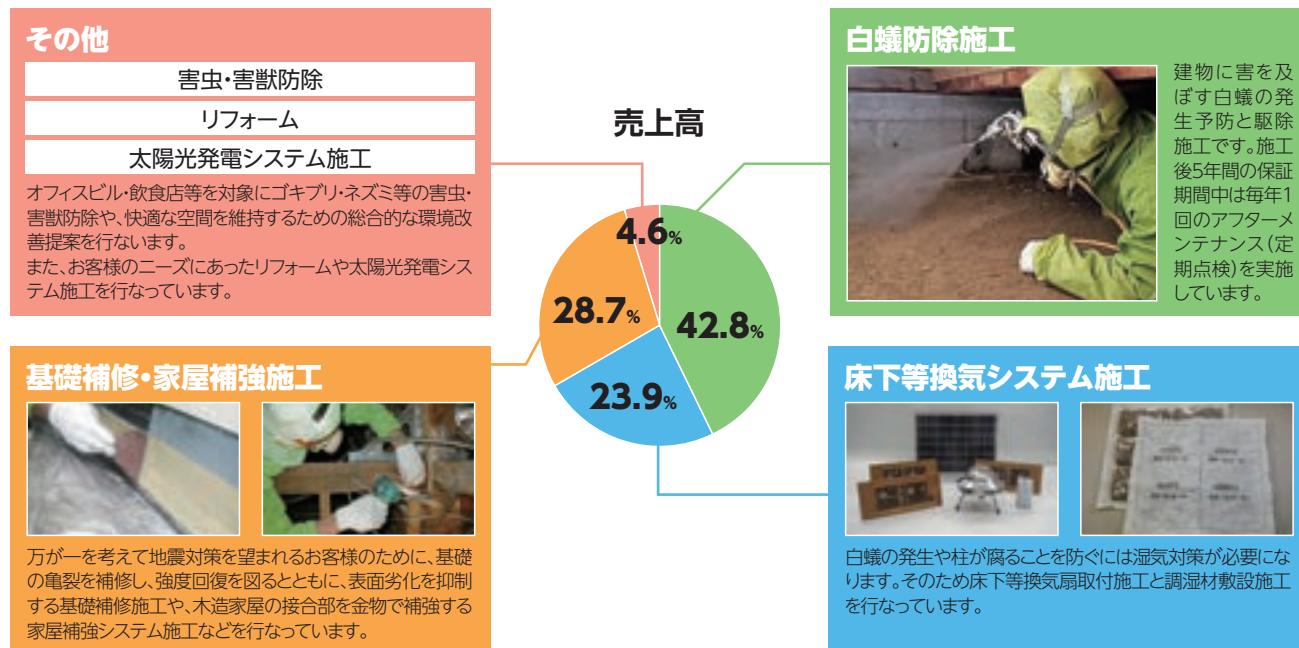 その他
害虫・害獣防除
リフォーム
太陽光発電システム施工
オフィスビル・飲食店等を対象にゴキブリ・ネズミ等の害虫・
害獣防除や、快適な空間を維持するための総合的な環境改
善提案を行ないます。
また、お客様のニーズにあったリフォームや太陽光発電シス
テム施工を行なっています。
売上高
4.6%
28.7%
42.8%
23.9%
白蟻防除施工
建物に害を及
ぼす白蟻の発
生予防と駆除
施工です。施工
後5年間の保証
期間中は毎年1
回のアフターメ
ンテナンス(定
期点検)を実施
しています。
基礎補修・家屋補強施工
万が一を考えて地震対策を望まれるお客様のために、基礎
の亀裂を補修し、強度回復を図るとともに、表面劣化を抑制
する基礎補修施工や、木造家屋の接合部を金物で補強する
家屋補強システム施工などを行なっています。
床下等換気システム施工
白蟻の発生や柱が腐ることを防ぐには湿気対策が必要にな
ります。そのため床下等換気扇取付施工と調湿材敷設施工
を行なっています。